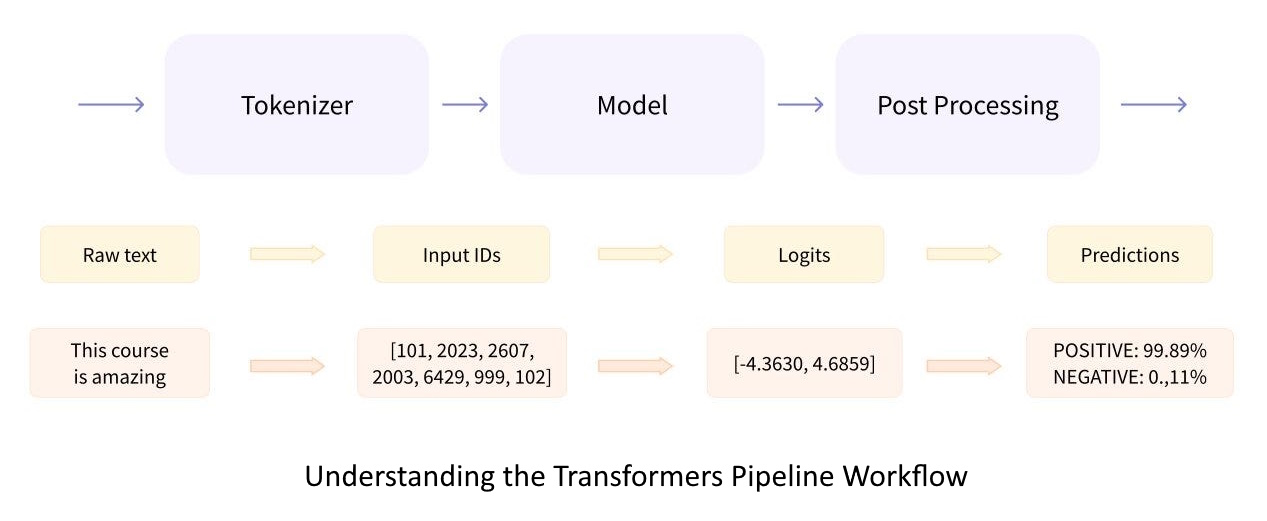 Tokenizer
Model
Post Processing
Raw text
Input IDs
Logits
Predictions
This course
is amazing
[101, 2023, 2607,
2003, 6429, 999, 102]
[-4.3630, 4.6859]
POSITIVE: 99.89%
NEGATIVE: 0.,11%
Understanding the Transformers Pipeline Workflow